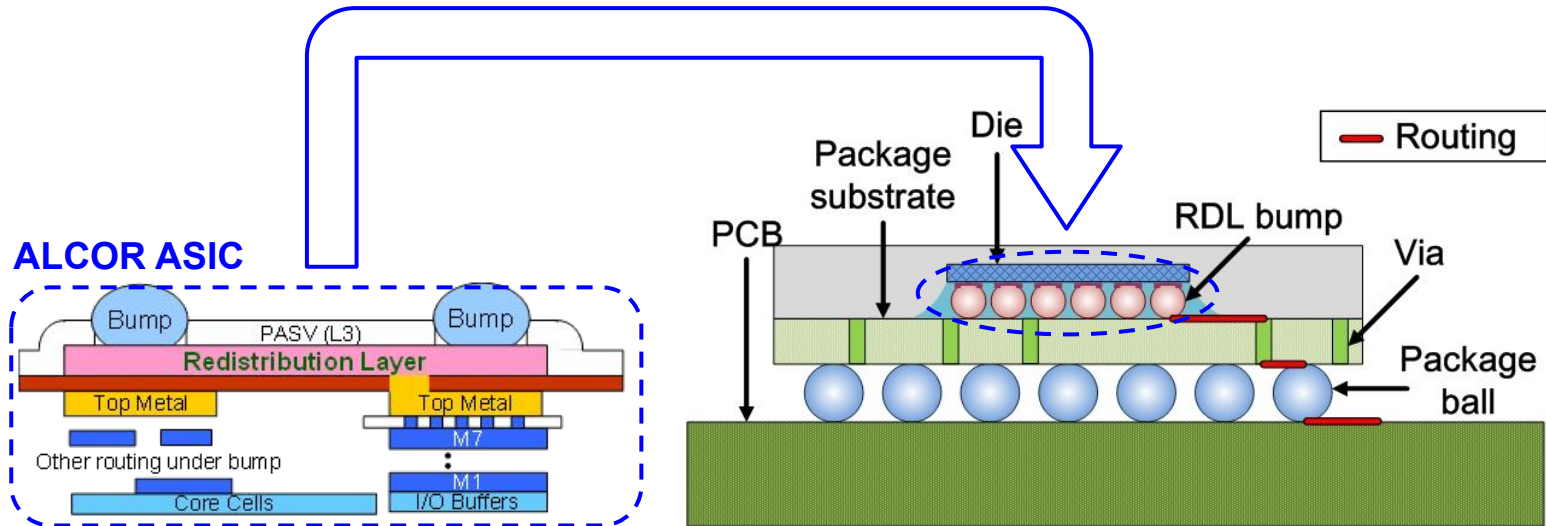 ALCOR ASIC
Bump
Bump
PASV (L3)
Redistribution Layer
Top Metal
Top Metal
M7
Other routing under bump
M1
Core Cells
I/O Buffers
Die
Package
substrate
PCB
RDL bump
Via
Package
ball
Routing